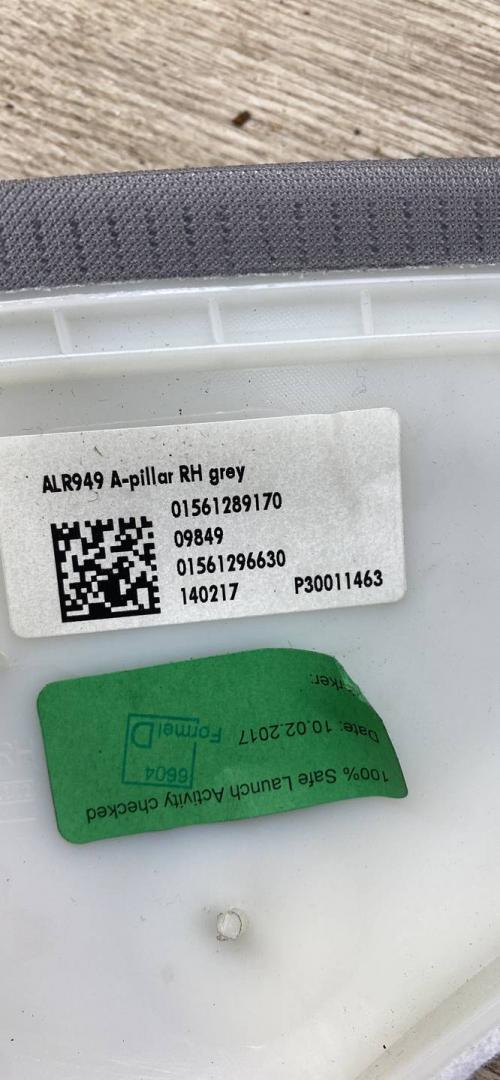 ALR949 A-pillar RH grey
01561289170
09849
01561296630
140217 P30011463
100% Safe Launch Activity checked
6604
Date: 10.02.2017 FormelD